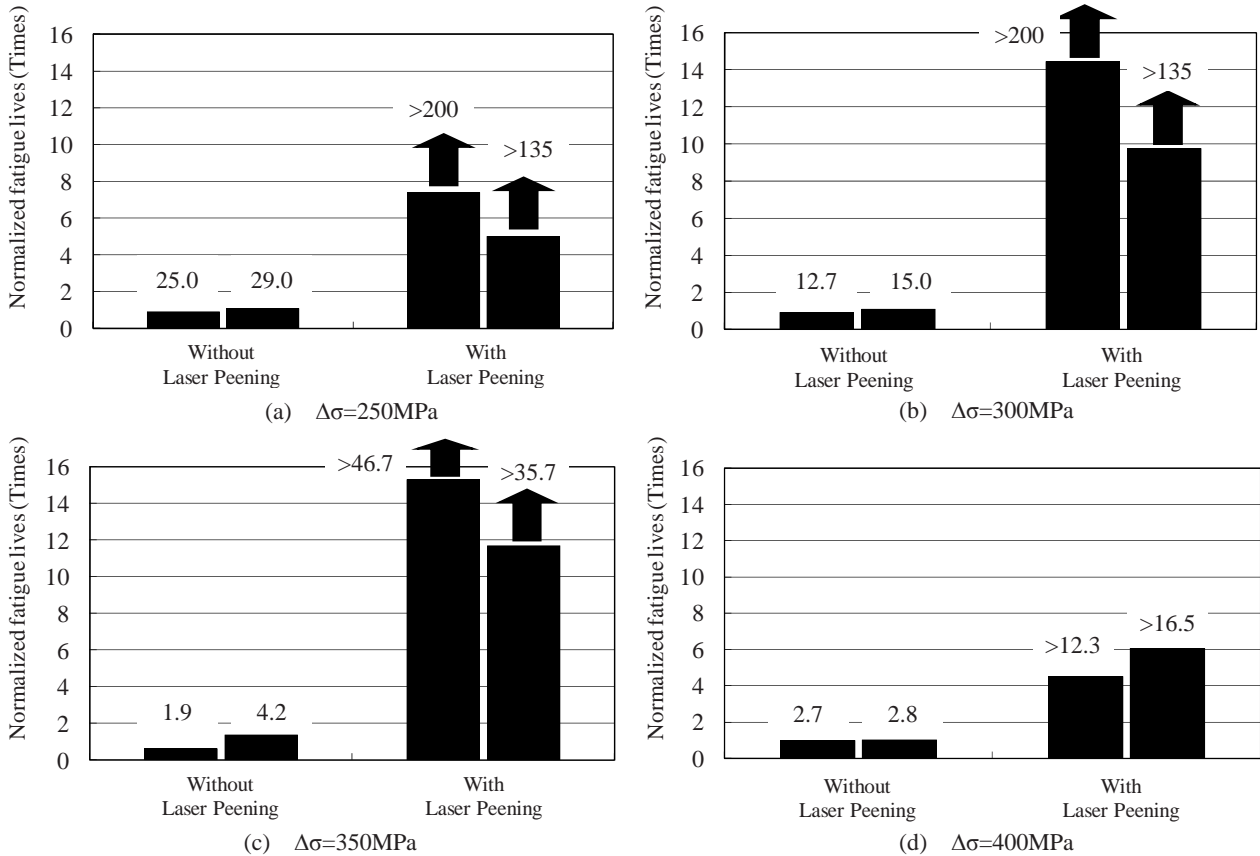 Normalized fatigue lives (Times)
16
14
12
10
8
6
4
2
0
>200
>135
25.0
29.0
Without
Laser Peening
With
Laser Peening
(a) Δσ=250MPa
Normalized fatigue lives (Times)
16
14
12
10
8
6
4
2
0
>200
>135
12.7
15.0
Without
Laser Peening
With
Laser Peening
(b) Δσ=300MPa
Normalized fatigue lives (Times)
16
14
12
10
8
6
4
2
0
>46.7
>35.7
1.9
4.2
Without
Laser Peening
With
Laser Peening
(c) Δσ=350MPa
Normalized fatigue lives (Times)
16
14
12
10
8
6
4
2
0
>12.3
>16.5
2.7
2.8
Without
Laser Peening
With
Laser Peening
(d) Δσ=400MPa